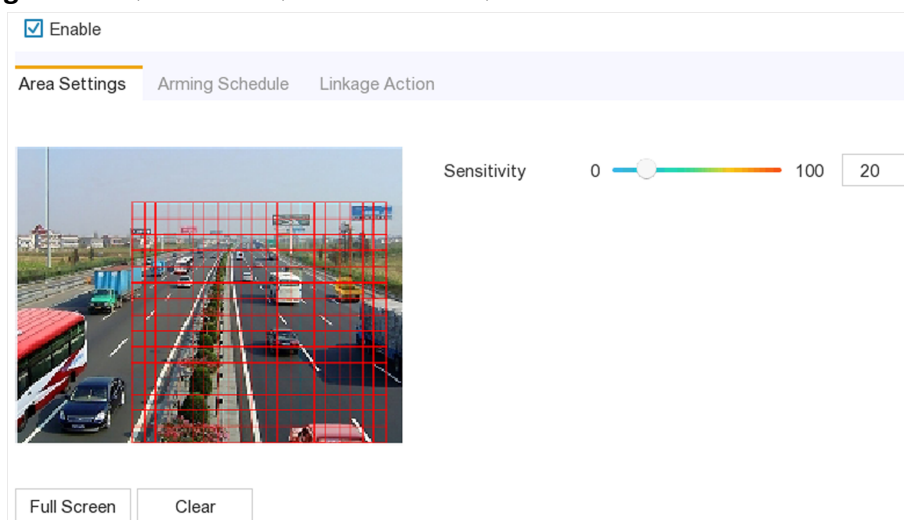 Enable
Area Settings Arming Schedule Linkage Action
Sensitivity 0 100 20
Full Screen Clear